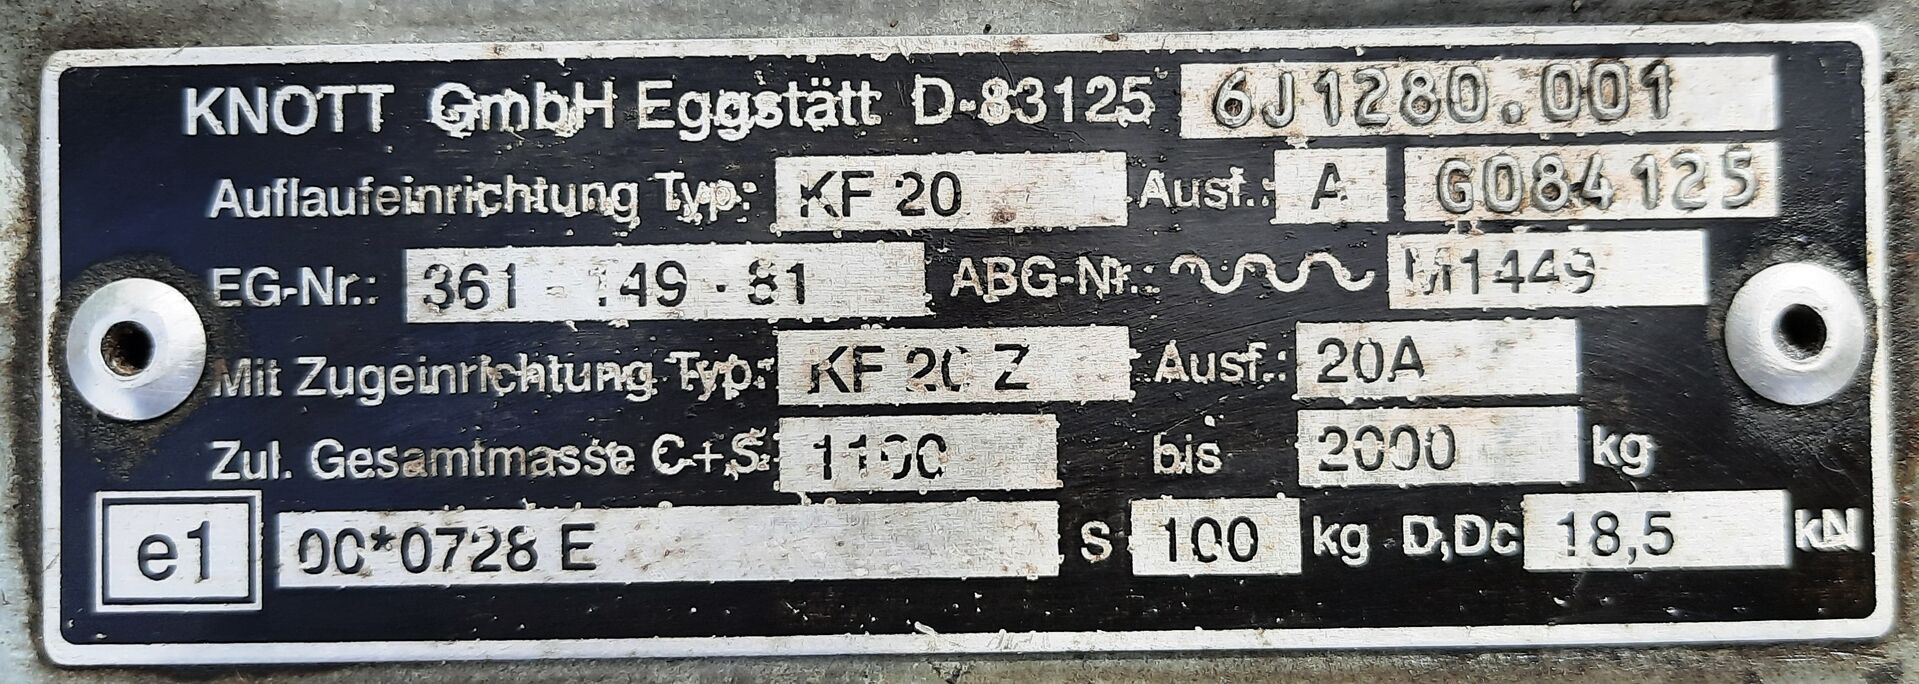 KNOTT GmbH Eggstätt D-83125 6J1280.001
Auflaufeinrichtung Typ: KF 20 Ausf.: A G084125
EG-Nr.: 361 - 149 - 81 ABG-Nr.: M1449
Mit Zugeinrichtung Typ: KF 20 Z Ausf.: 20A
Zul. Gesamtmasse C+S: 1100 bis 2000 kg
e1 00*0728 E S 100 kg D,Dc 18,5 kN